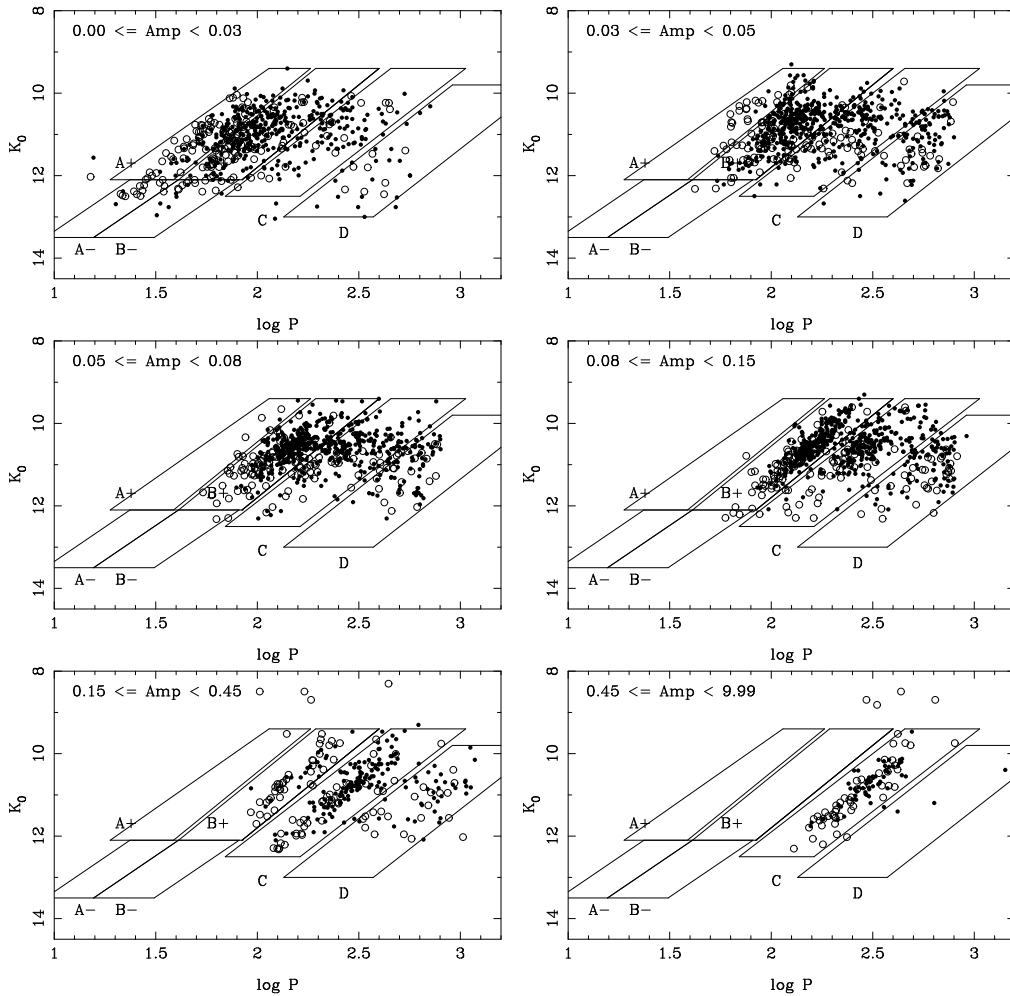 0.00 <= Amp < 0.03
8
10
12
14
K0
A+
A−
B−
C
D
1
1.5
2
2.5
3
log P
0.03 <= Amp < 0.05
8
10
12
14
K0
A+
B+
A−
B−
C
D
1
1.5
2
2.5
3
log P
0.05 <= Amp < 0.08
8
10
12
14
K0
A+
B+
A−
B−
C
D
1
1.5
2
2.5
3
log P
0.08 <= Amp < 0.15
8
10
12
14
K0
A+
B+
A−
B−
C
D
1
1.5
2
2.5
3
log P
0.15 <= Amp < 0.45
8
10
12
14
K0
A+
B+
A−
B−
C
D
1
1.5
2
2.5
3
log P
0.45 <= Amp < 9.99
8
10
12
14
K0
A+
B+
A−
B−
C
D
1
1.5
2
2.5
3
log P